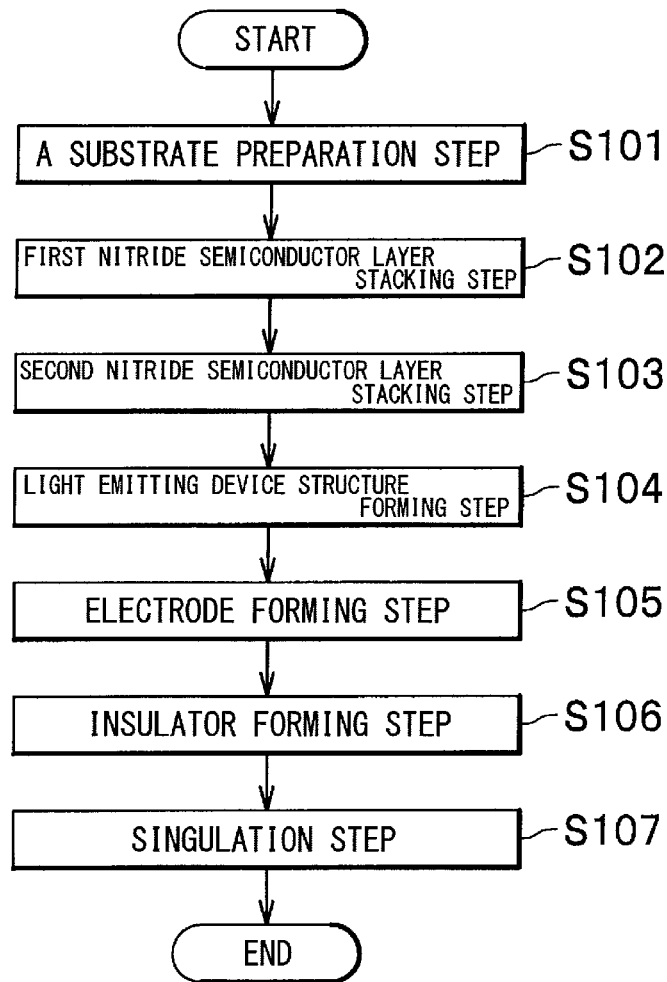 START
A SUBSTRATE PREPARATION STEP
S101
FIRST NITRIDE SEMICONDUCTOR LAYER
STACKING STEP
S102
SECOND NITRIDE SEMICONDUCTOR LAYER
STACKING STEP
S103
LIGHT EMITTING DEVICE STRUCTURE
FORMING STEP
S104
ELECTRODE FORMING STEP
S105
INSULATOR FORMING STEP
S106
SINGULATION STEP
S107
END